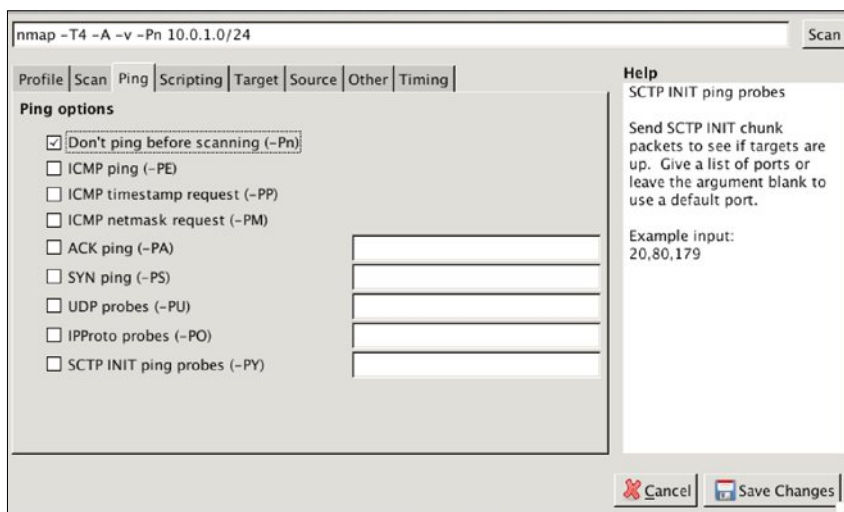 nmap -T4 -A -v -Pn 10.0.1.0/24
Scan
Profile Scan Ping Scripting Target Source Other Timing
Ping options
Don't ping before scanning (-Pn)
ICMP ping (-PE)
ICMP timestamp request (-PP)
ICMP netmask request (-PM)
ACK ping (-PA)
SYN ping (-PS)
UDP probes (-PU)
IPProto probes (-PO)
SCTP INIT ping probes (-PY)
Help
SCTP INIT ping probes
Send SCTP INIT chunk
packets to see if targets are
up. Give a list of ports or
leave the argument blank to
use a default port.
Example input:
20,80,179
Cancel
Save Changes